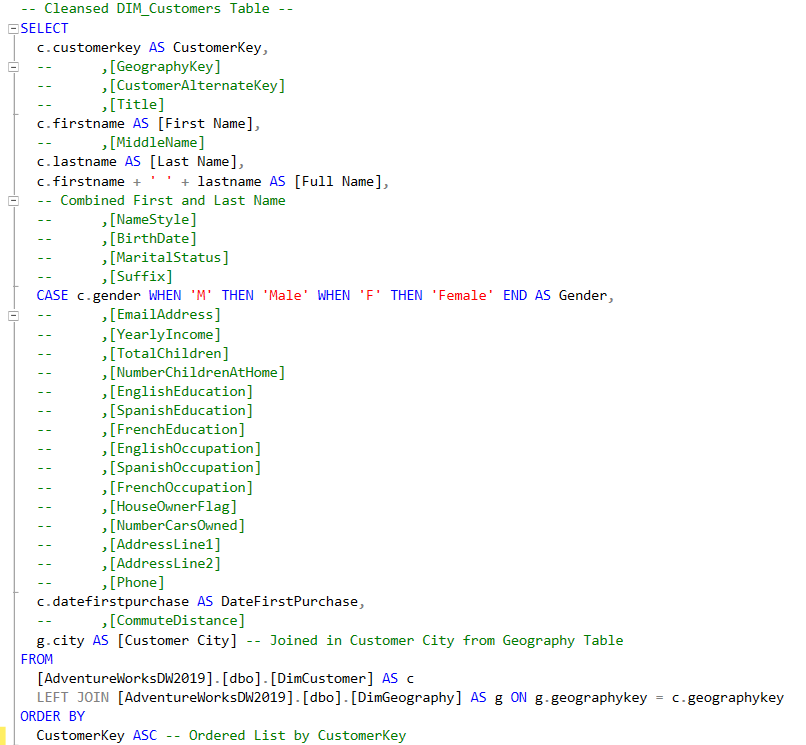 -- Cleansed DIM_Customers Table --
SELECT
c.customerkey AS CustomerKey,
--      ,[GeographyKey]
--      ,[CustomerAlternateKey]
--      ,[Title]
c.firstname AS [First Name],
--      ,[MiddleName]
c.lastname AS [Last Name],
c.firstname + ' ' + lastname AS [Full Name],
-- Combined First and Last Name
--      ,[NameStyle]
--      ,[BirthDate]
--      ,[MaritalStatus]
--      ,[Suffix]
CASE c.gender WHEN 'M' THEN 'Male' WHEN 'F' THEN 'Female' END AS Gender,
--      ,[EmailAddress]
--      ,[YearlyIncome]
--      ,[TotalChildren]
--      ,[NumberChildrenAtHome]
--      ,[EnglishEducation]
--      ,[SpanishEducation]
--      ,[FrenchEducation]
--      ,[EnglishOccupation]
--      ,[SpanishOccupation]
--      ,[FrenchOccupation]
--      ,[HouseOwnerFlag]
--      ,[NumberCarsOwned]
--      ,[AddressLine1]
--      ,[AddressLine2]
--      ,[Phone]
c.datefirstpurchase AS DateFirstPurchase,
--      ,[CommuteDistance]
g.city AS [Customer City] -- Joined in Customer City from Geography Table
FROM
[AdventureWorksDW2019].[dbo].[DimCustomer] AS c
LEFT JOIN [AdventureWorksDW2019].[dbo].[DimGeography] AS g ON g.geographykey = c.geographykey
ORDER BY
CustomerKey ASC -- Ordered List by CustomerKey